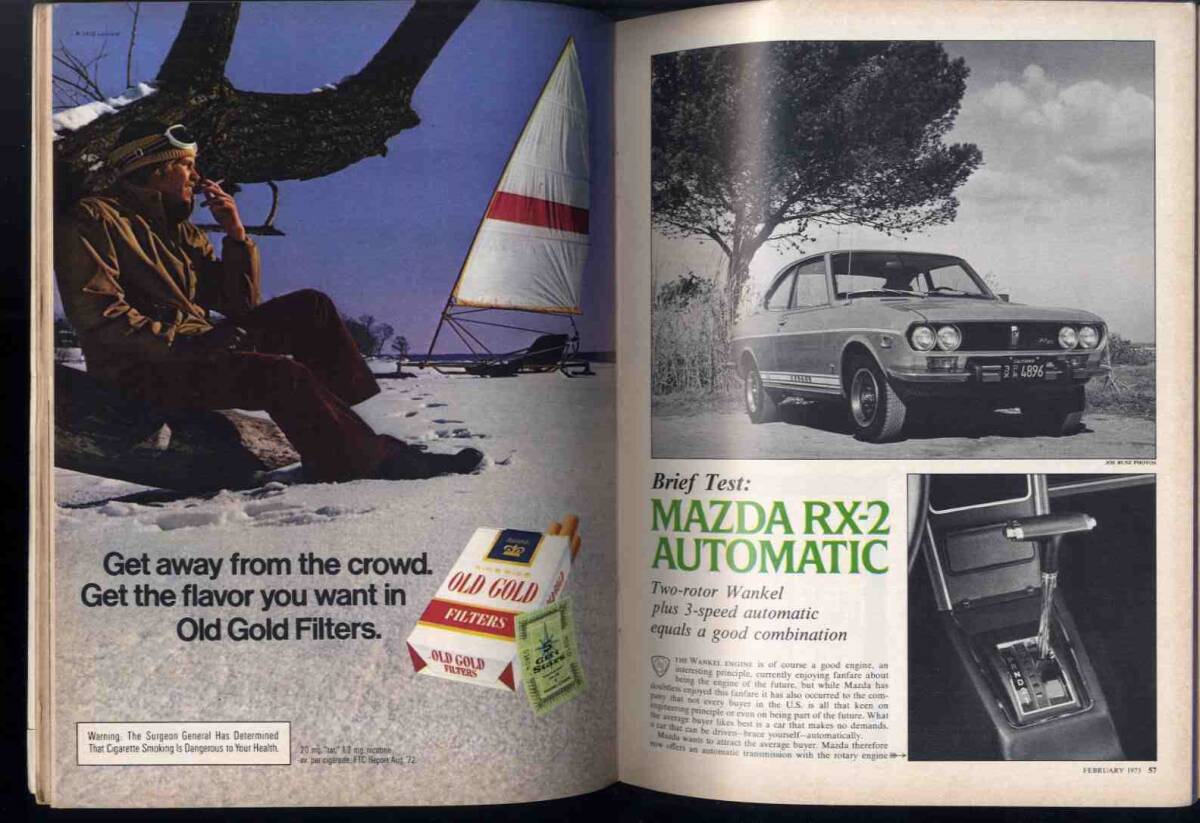 Get away from the crowd.
Get the flavor you want in
Old Gold Filters.
OLD GOLD
FILTERS
OLD GOLD
FILTERS
Warning: The Surgeon General Has Determined
That Cigarette Smoking Is Dangerous to Your Health.
20 mg. "tar," 1.2 mg. nicotine
av. per cigarette, FTC Report Aug. '72.
4896
JOE RUSZ PHOTOS
Brief Test:
MAZDA RX-2
AUTOMATIC
Two-rotor Wankel
plus 3-speed automatic
equals a good combination
THE WANKEL ENGINE is of course a good engine, an
interesting principle, currently enjoying fanfare about
being the engine of the future, but while Mazda has
doubtless enjoyed this fanfare it has also occurred to the com-
pany that not every buyer in the U.S. is all that keen on
engineering principle or even on being part of the future. What
the average buyer likes best is a car that makes no demands,
a car that can be driven—brace yourself—automatically.
Mazda wants to attract the average buyer. Mazda therefore
now offers an automatic transmission with the rotary engine
FEBRUARY 1973 57